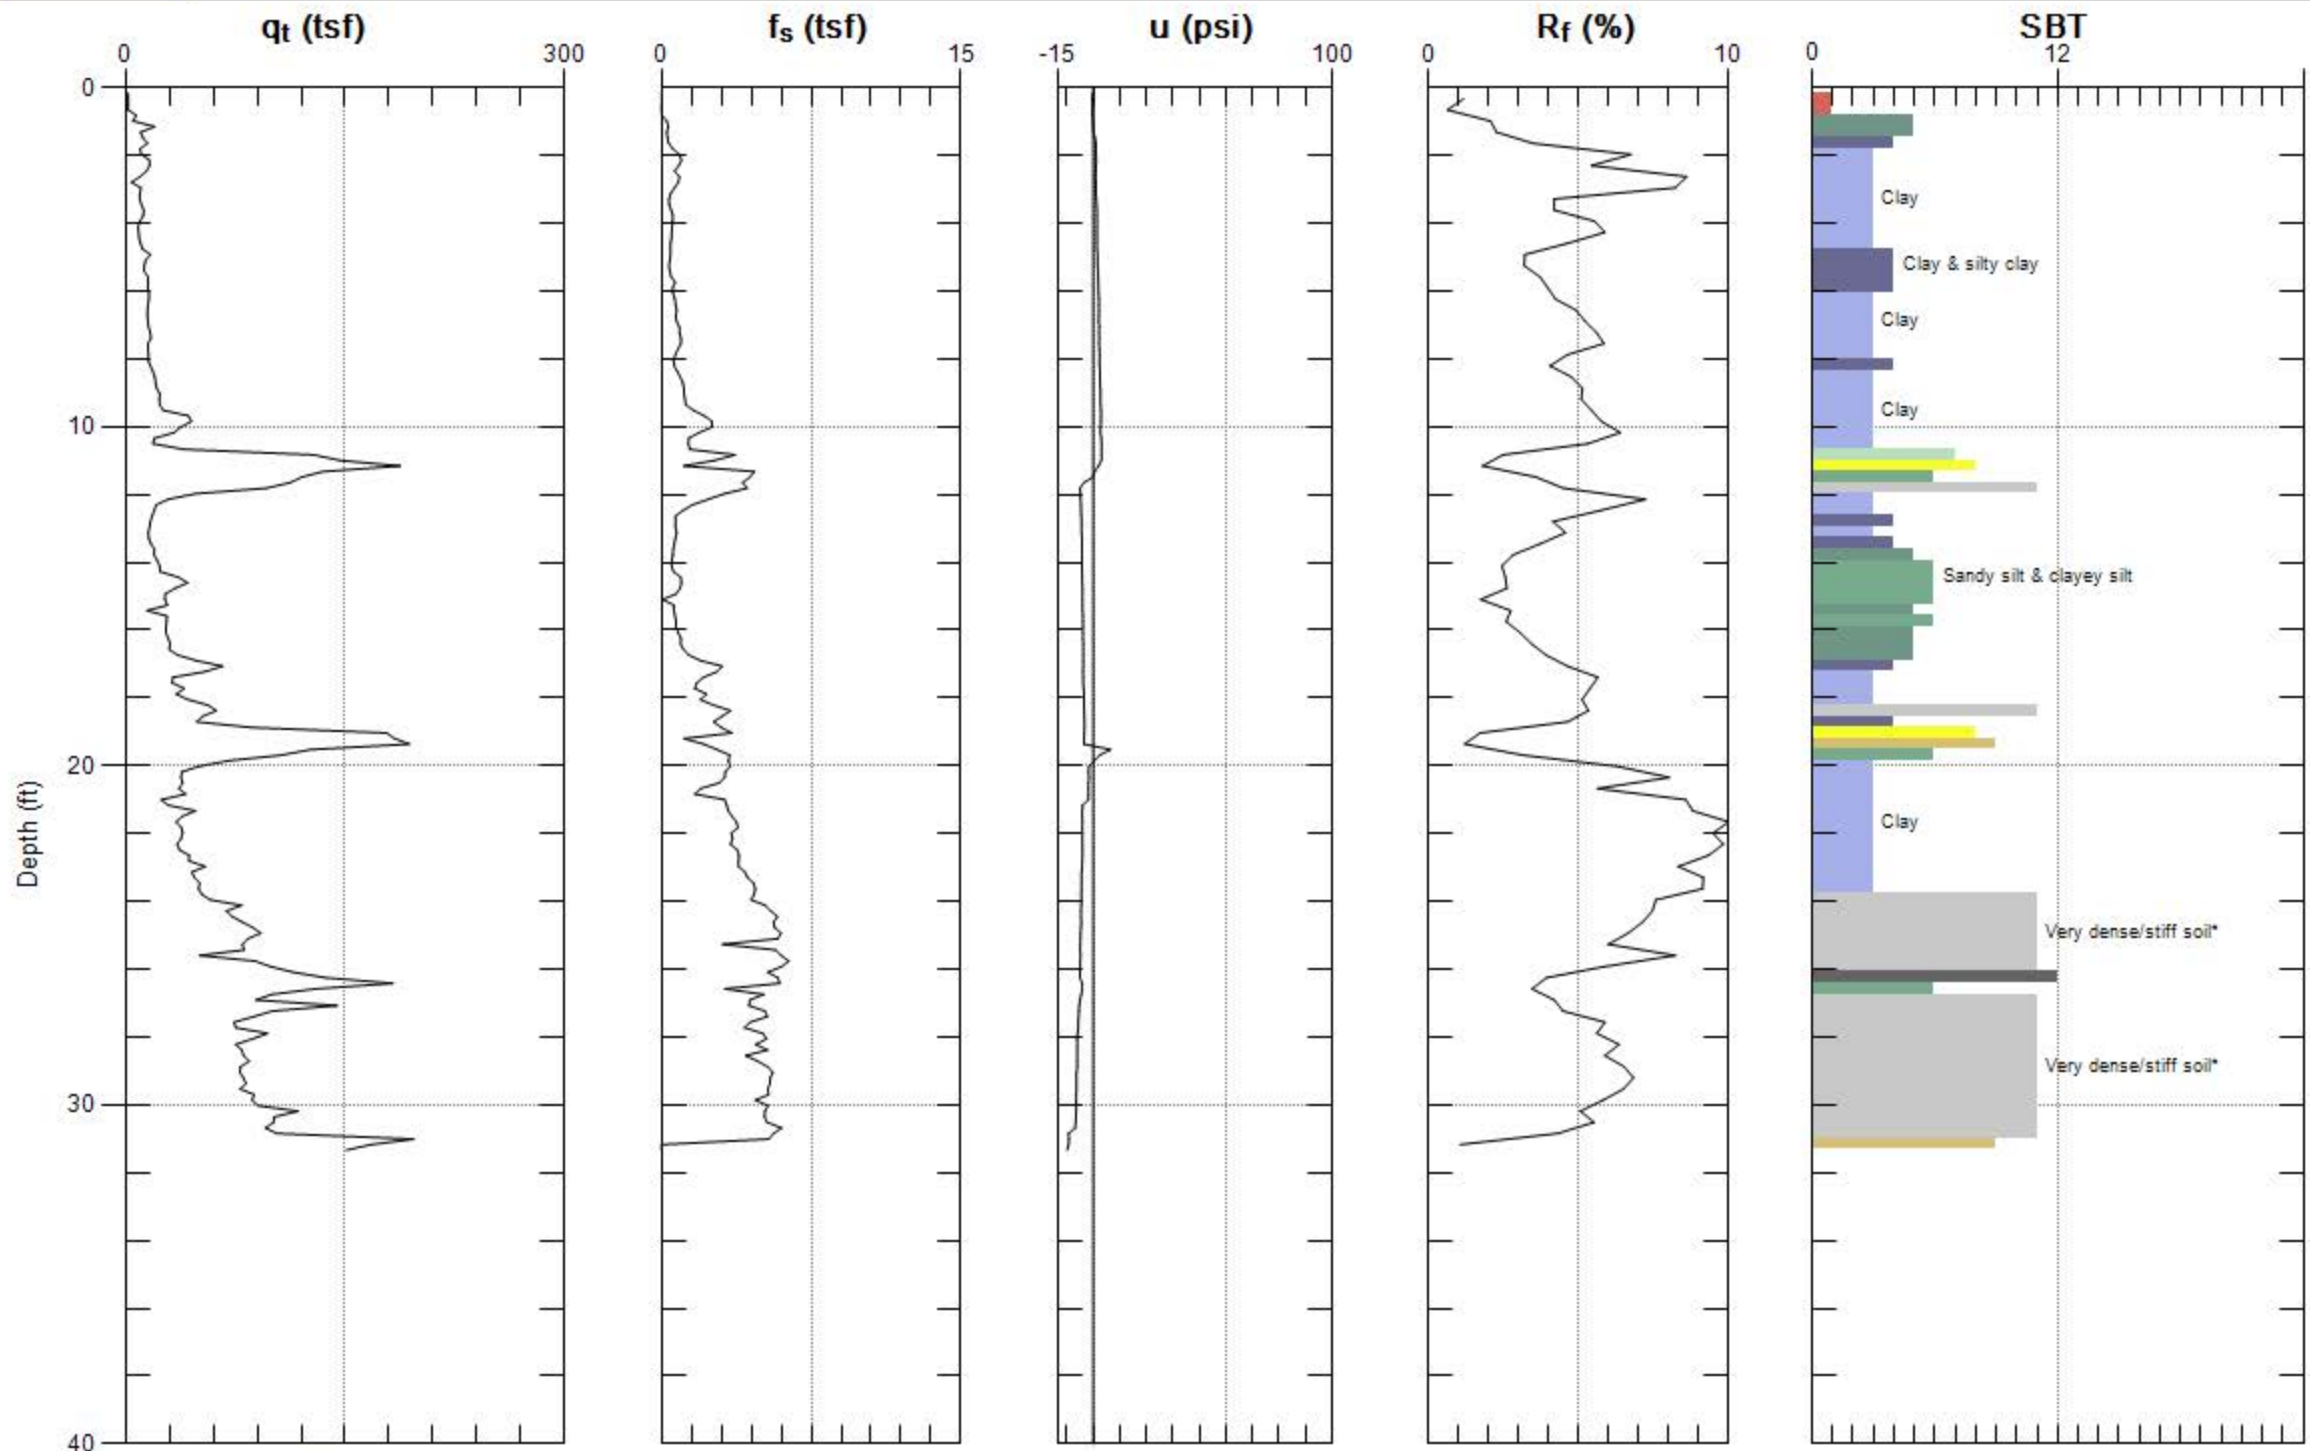 qt (tsf)
fs (tsf)
u (psi)
Rf (%)
SBT
0 300
0 15
-15 100
0 10
0 12
0
10
20
30
40
Depth (ft)
Clay
Clay & silty clay
Clay
Clay
Sandy silt & clayey silt
Clay
Very dense/stiff soil*
Very dense/stiff soil*